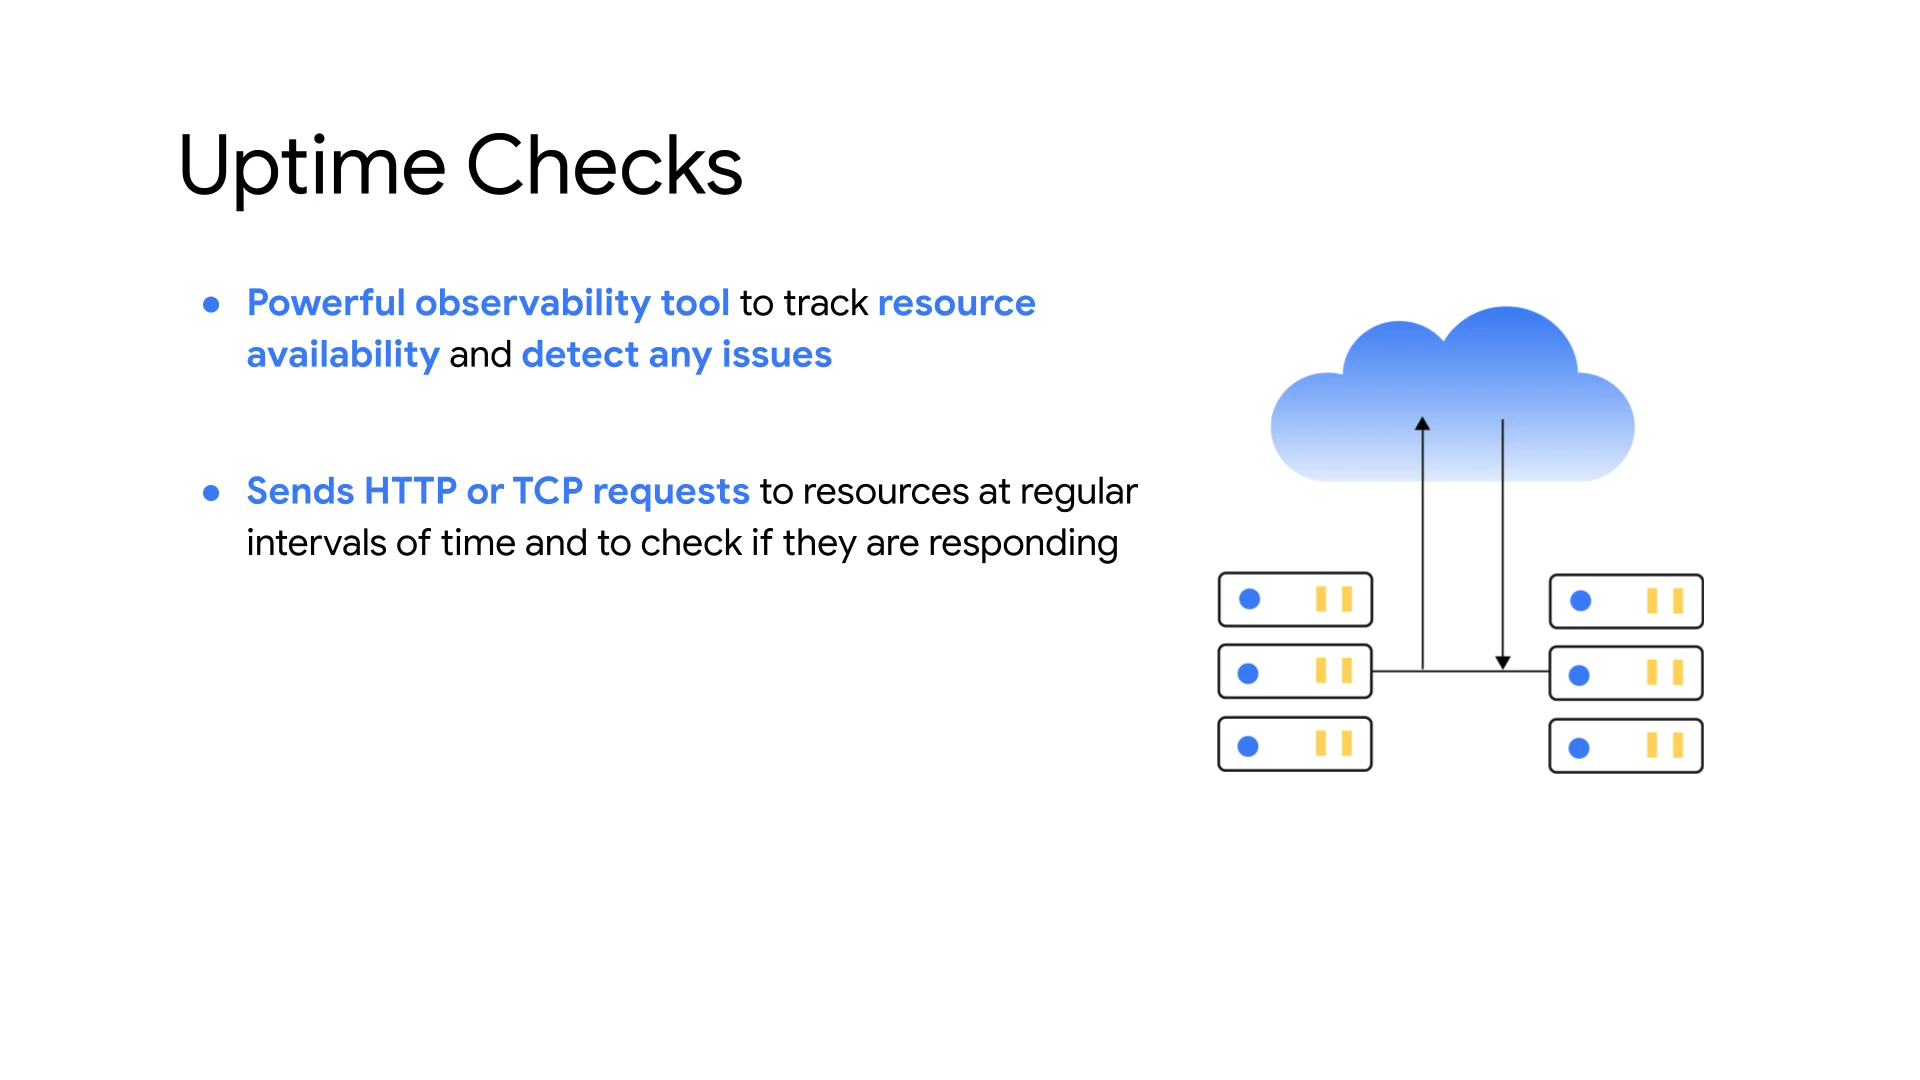 Uptime Checks
● Powerful observability tool to track resource
availability and detect any issues
● Sends HTTP or TCP requests to resources at regular
intervals of time and to check if they are responding